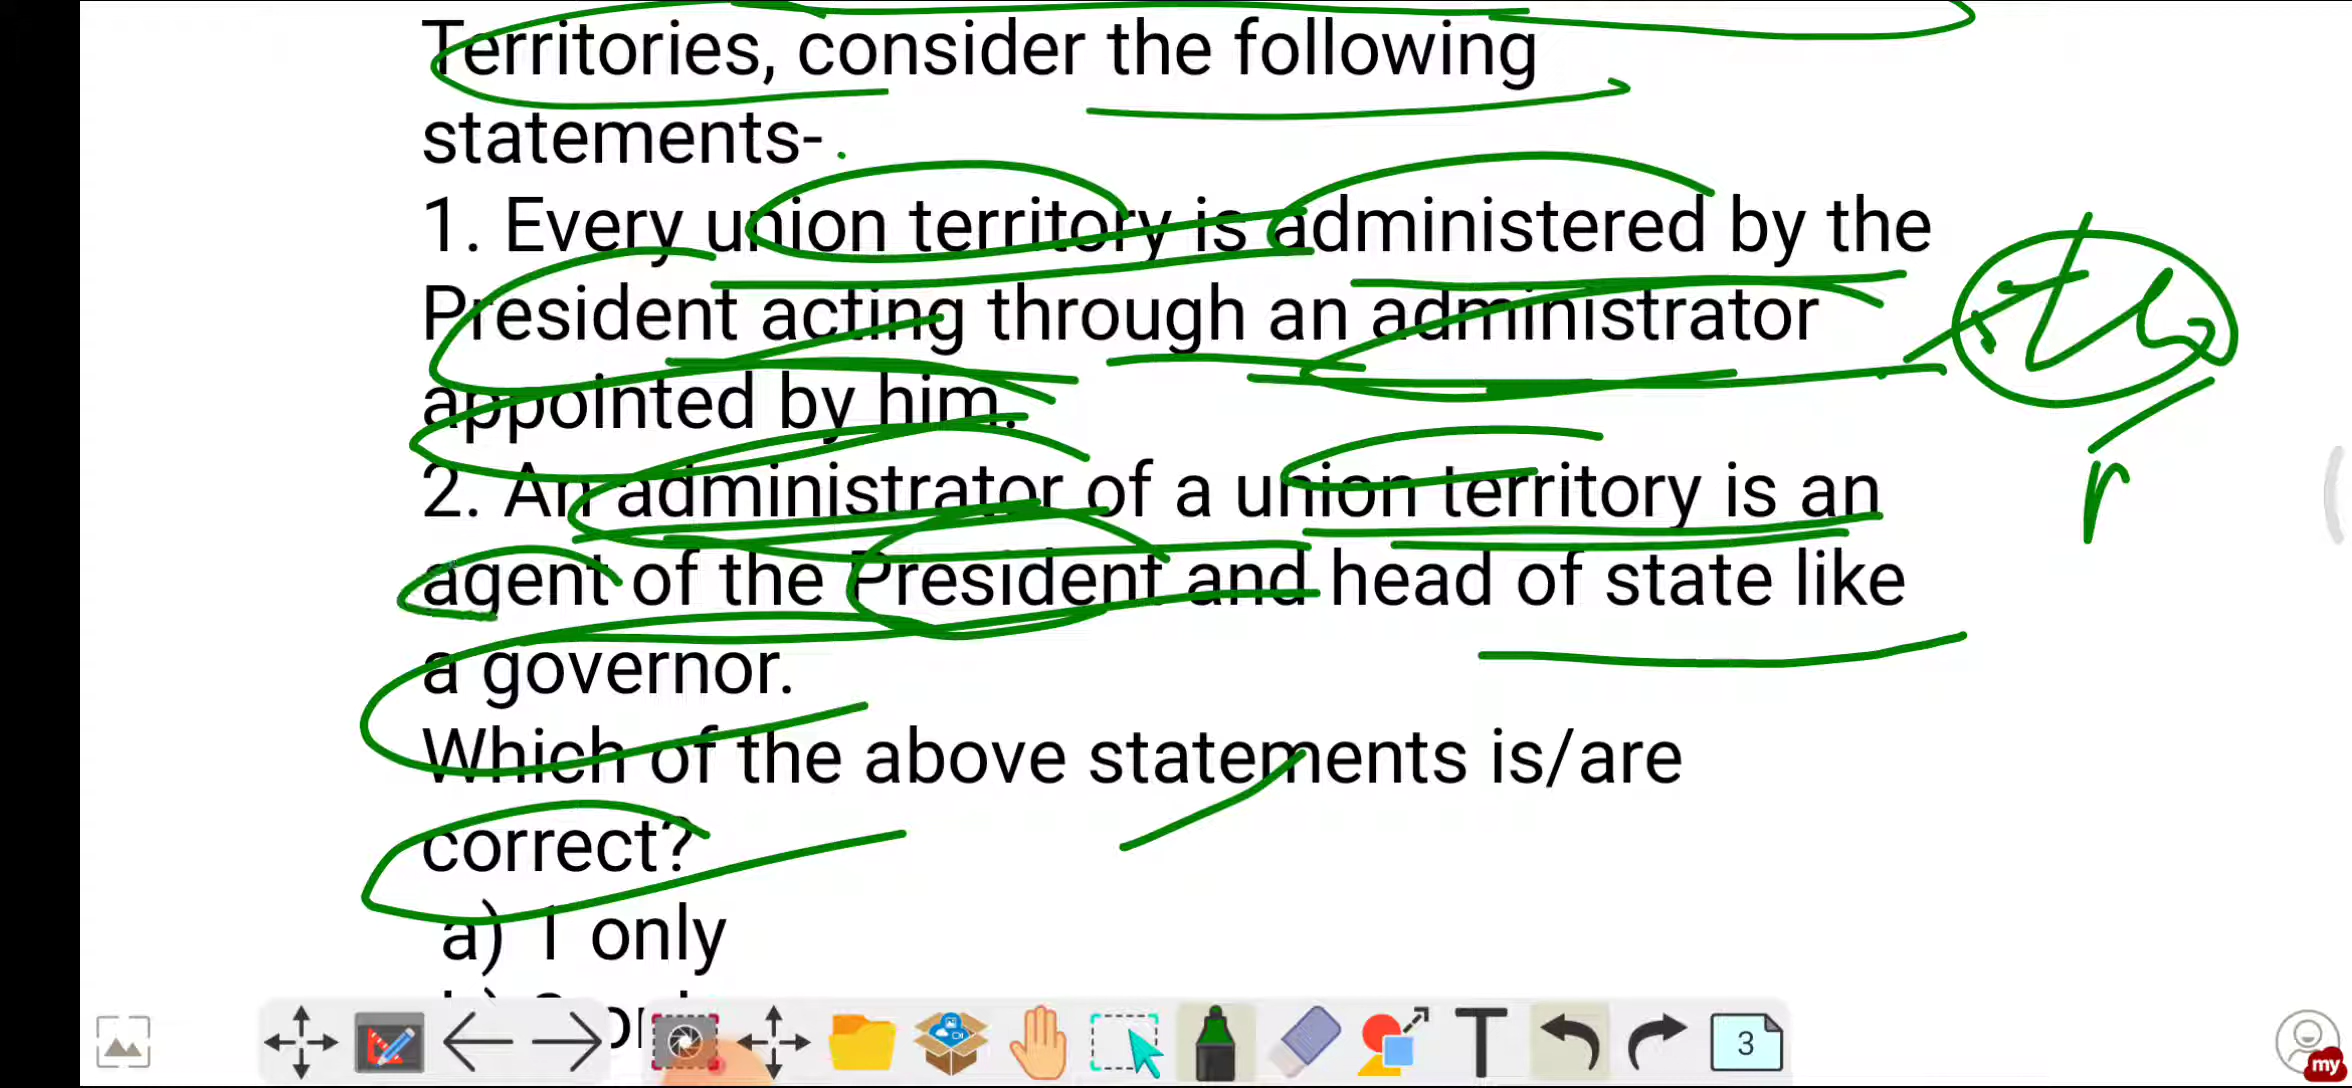 Territories, consider the following
statements-
1. Every union territory is administered by the
President acting through an administrator
appointed by him.
2. An administrator of a union territory is an
agent of the President and head of state like
a governor.
Which of the above statements is/are
correct?
a) 1 only
3
my